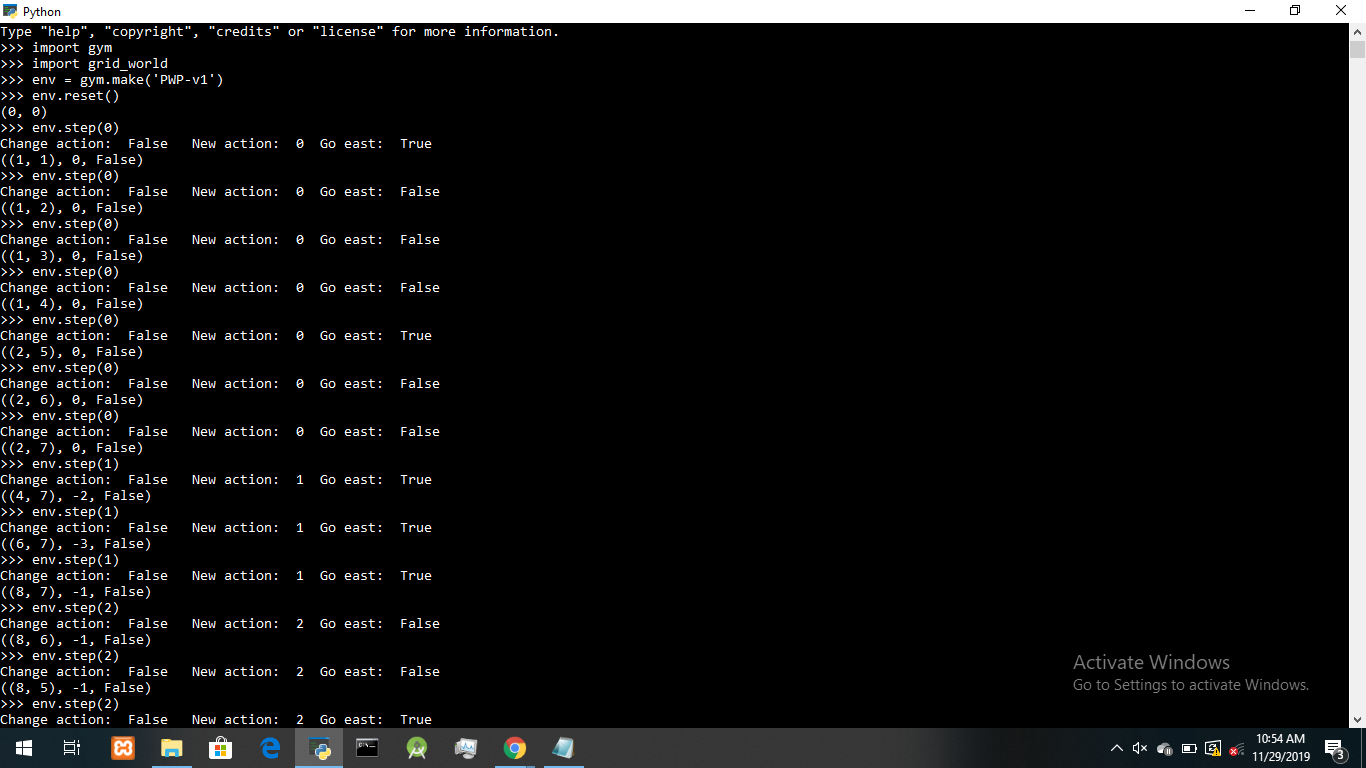 Python
Type "help", "copyright", "credits" or "license" for more information.
>>> import gym
>>> import grid_world
>>> env = gym.make('PWP-v1')
>>> env.reset()
(0, 0)
>>> env.step(0)
Change action:  False   New action:  0  Go east:  True
((1, 1), 0, False)
>>> env.step(0)
Change action:  False   New action:  0  Go east:  False
((1, 2), 0, False)
>>> env.step(0)
Change action:  False   New action:  0  Go east:  False
((1, 3), 0, False)
>>> env.step(0)
Change action:  False   New action:  0  Go east:  False
((1, 4), 0, False)
>>> env.step(0)
Change action:  False   New action:  0  Go east:  True
((2, 5), 0, False)
>>> env.step(0)
Change action:  False   New action:  0  Go east:  False
((2, 6), 0, False)
>>> env.step(0)
Change action:  False   New action:  0  Go east:  False
((2, 7), 0, False)
>>> env.step(1)
Change action:  False   New action:  1  Go east:  True
((4, 7), -2, False)
>>> env.step(1)
Change action:  False   New action:  1  Go east:  True
((6, 7), -3, False)
>>> env.step(1)
Change action:  False   New action:  1  Go east:  True
((8, 7), -1, False)
>>> env.step(2)
Change action:  False   New action:  2  Go east:  False
((8, 6), -1, False)
>>> env.step(2)
Change action:  False   New action:  2  Go east:  False
((8, 5), -1, False)
>>> env.step(2)
Change action:  False   New action:  2  Go east:  True
Activate Windows
Go to Settings to activate Windows.
10:54 AM
11/29/2019
3